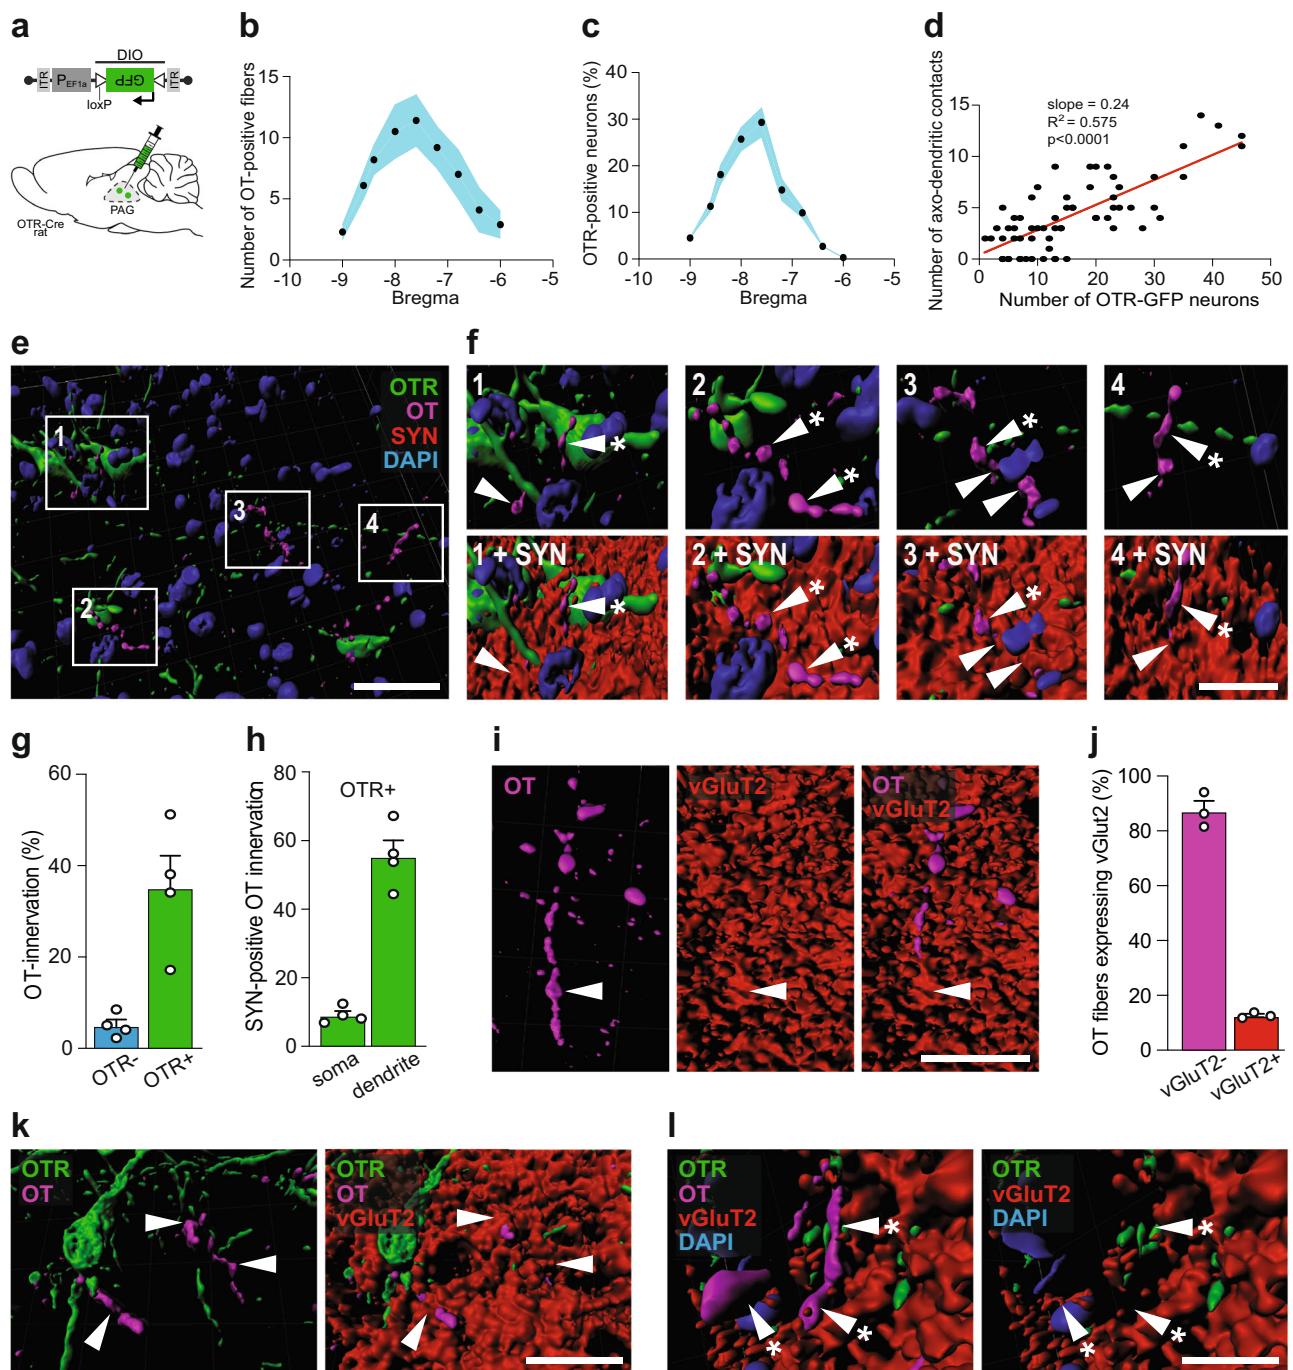 a
DIO
ITR
PEF1a
GFP
ITR
loxP
PAG
OTR-Cre
rat
b
Number of OT-positive fibers
15
10
5
0
-10 -9 -8 -7 -6 -5
Bregma
c
OTR-positive neurons (%)
40
30
20
10
0
-10 -9 -8 -7 -6 -5
Bregma
d
Number of axo-dendritic contacts
slope = 0.24
R2 = 0.575
p<0.0001
15
10
5
0
0 10 20 30 40 50
Number of OTR-GFP neurons
e
OTR
OT
SYN
DAPI
1
2
3
4
f
1
2
3
4
* * * * *
1 + SYN
2 + SYN
3 + SYN
4 + SYN
* * * * *
g
OT-innervation (%)
60
40
20
0
OTR- OTR+
h
SYN-positive OT innervation
OTR+
80
60
40
20
0
soma dendrite
i
OT
vGluT2
OT
vGluT2
j
OT fibers expressing vGlut2 (%)
100
80
60
40
20
0
vGluT2- vGluT2+
k
OTR
OT
OTR
OT
vGluT2
l
OTR
OT
vGluT2
DAPI
* * *
OTR
vGluT2
DAPI
* * *